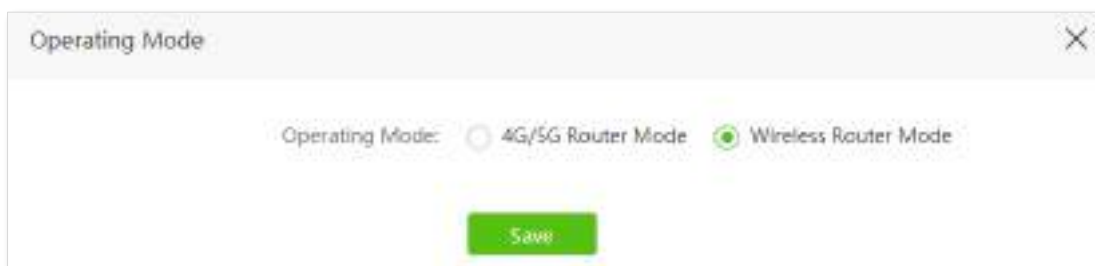 Operating Mode
Operating Mode: 4G/5G Router Mode Wireless Router Mode
Save